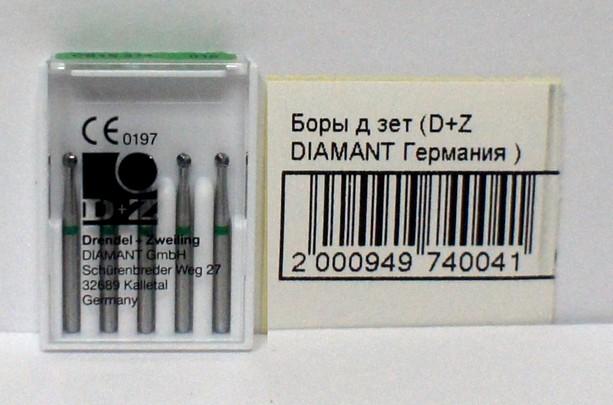 CE 0197
D+Z
Drendel + Zweiling
DIAMANT GmbH
Schürenbreder Weg 27
32689 Kalletal
Germany
Боры д зет (D+Z
DIAMANT Германия )
2 000949 740041